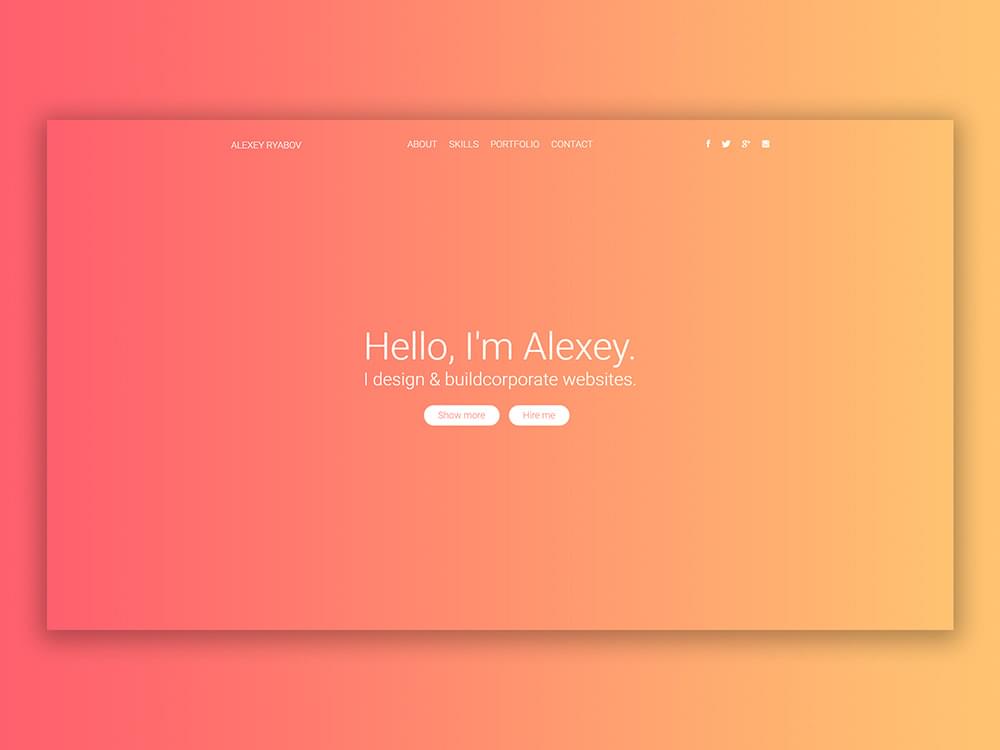 ALEXEY RYABOV
ABOUT SKILLS PORTFOLIO CONTACT
Hello, I'm Alexey.
I design & buildcorporate websites.
Show more
Hire me